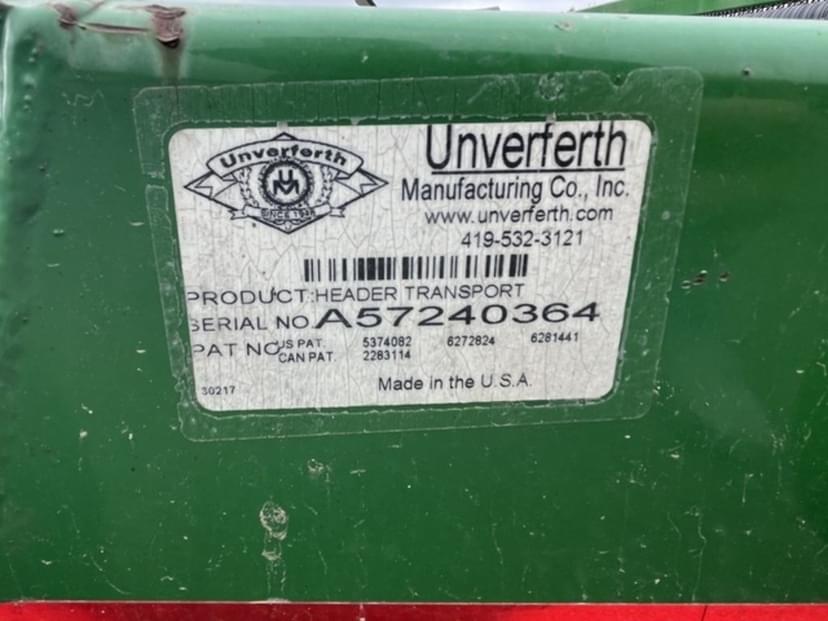 Unverferth
UM
SINCE 1948
Unverferth
Manufacturing Co., Inc.
www.unverferth.com
419-532-3121
PRODUCT:HEADER TRANSPORT
SERIAL NO.A57240364
PAT NO. US PAT. 5374082 6272824 6281441
CAN PAT. 2283114
30217 Made in the U.S.A.